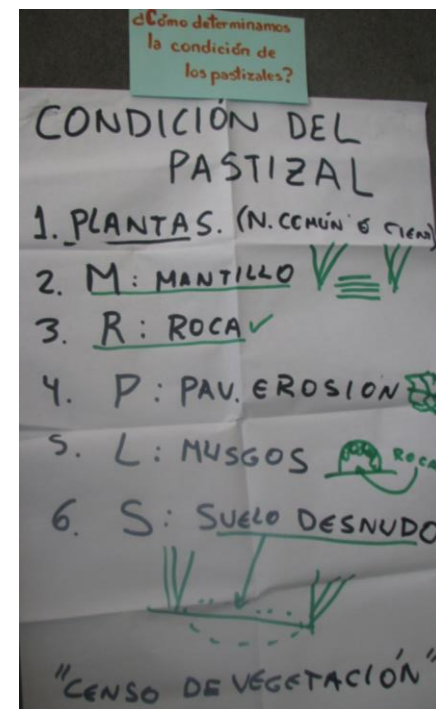 ¿Cómo determinamos
la condición de
los pastizales?
CONDICIÓN DEL
PASTIZAL
1. PLANTAS. (N. COMÚN Ó CIEN)
2. M: MANTILLO
3. R: ROCA
4. P: PAV. EROSION
5. L: MUSGOS ROCA
6. S: SUELO DESNUDO
"CENSO DE VEGETACIÓN"